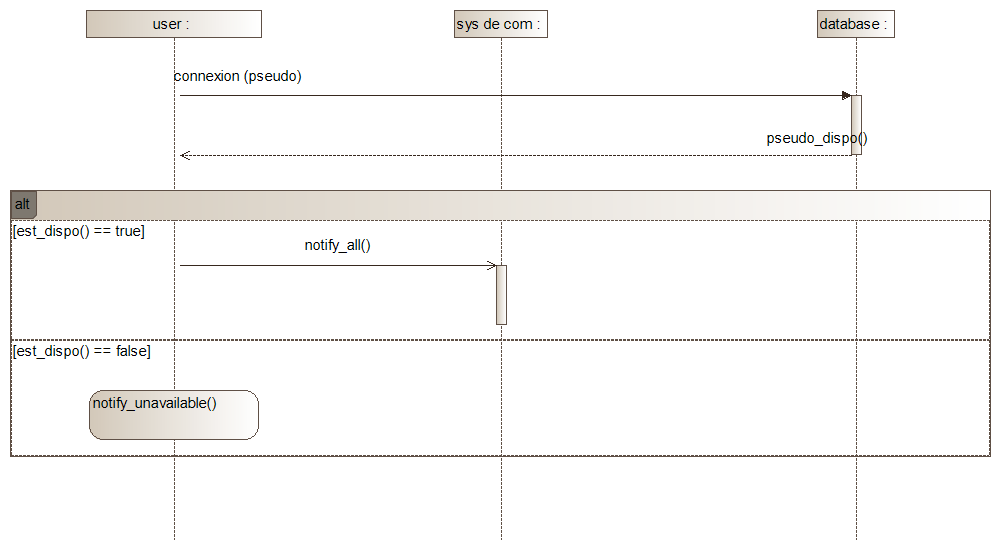 user :
sys de com :
database :
connexion (pseudo)
pseudo_dispo()
alt
[est_dispo() == true]
notify_all()
[est_dispo() == false]
notify_unavailable()